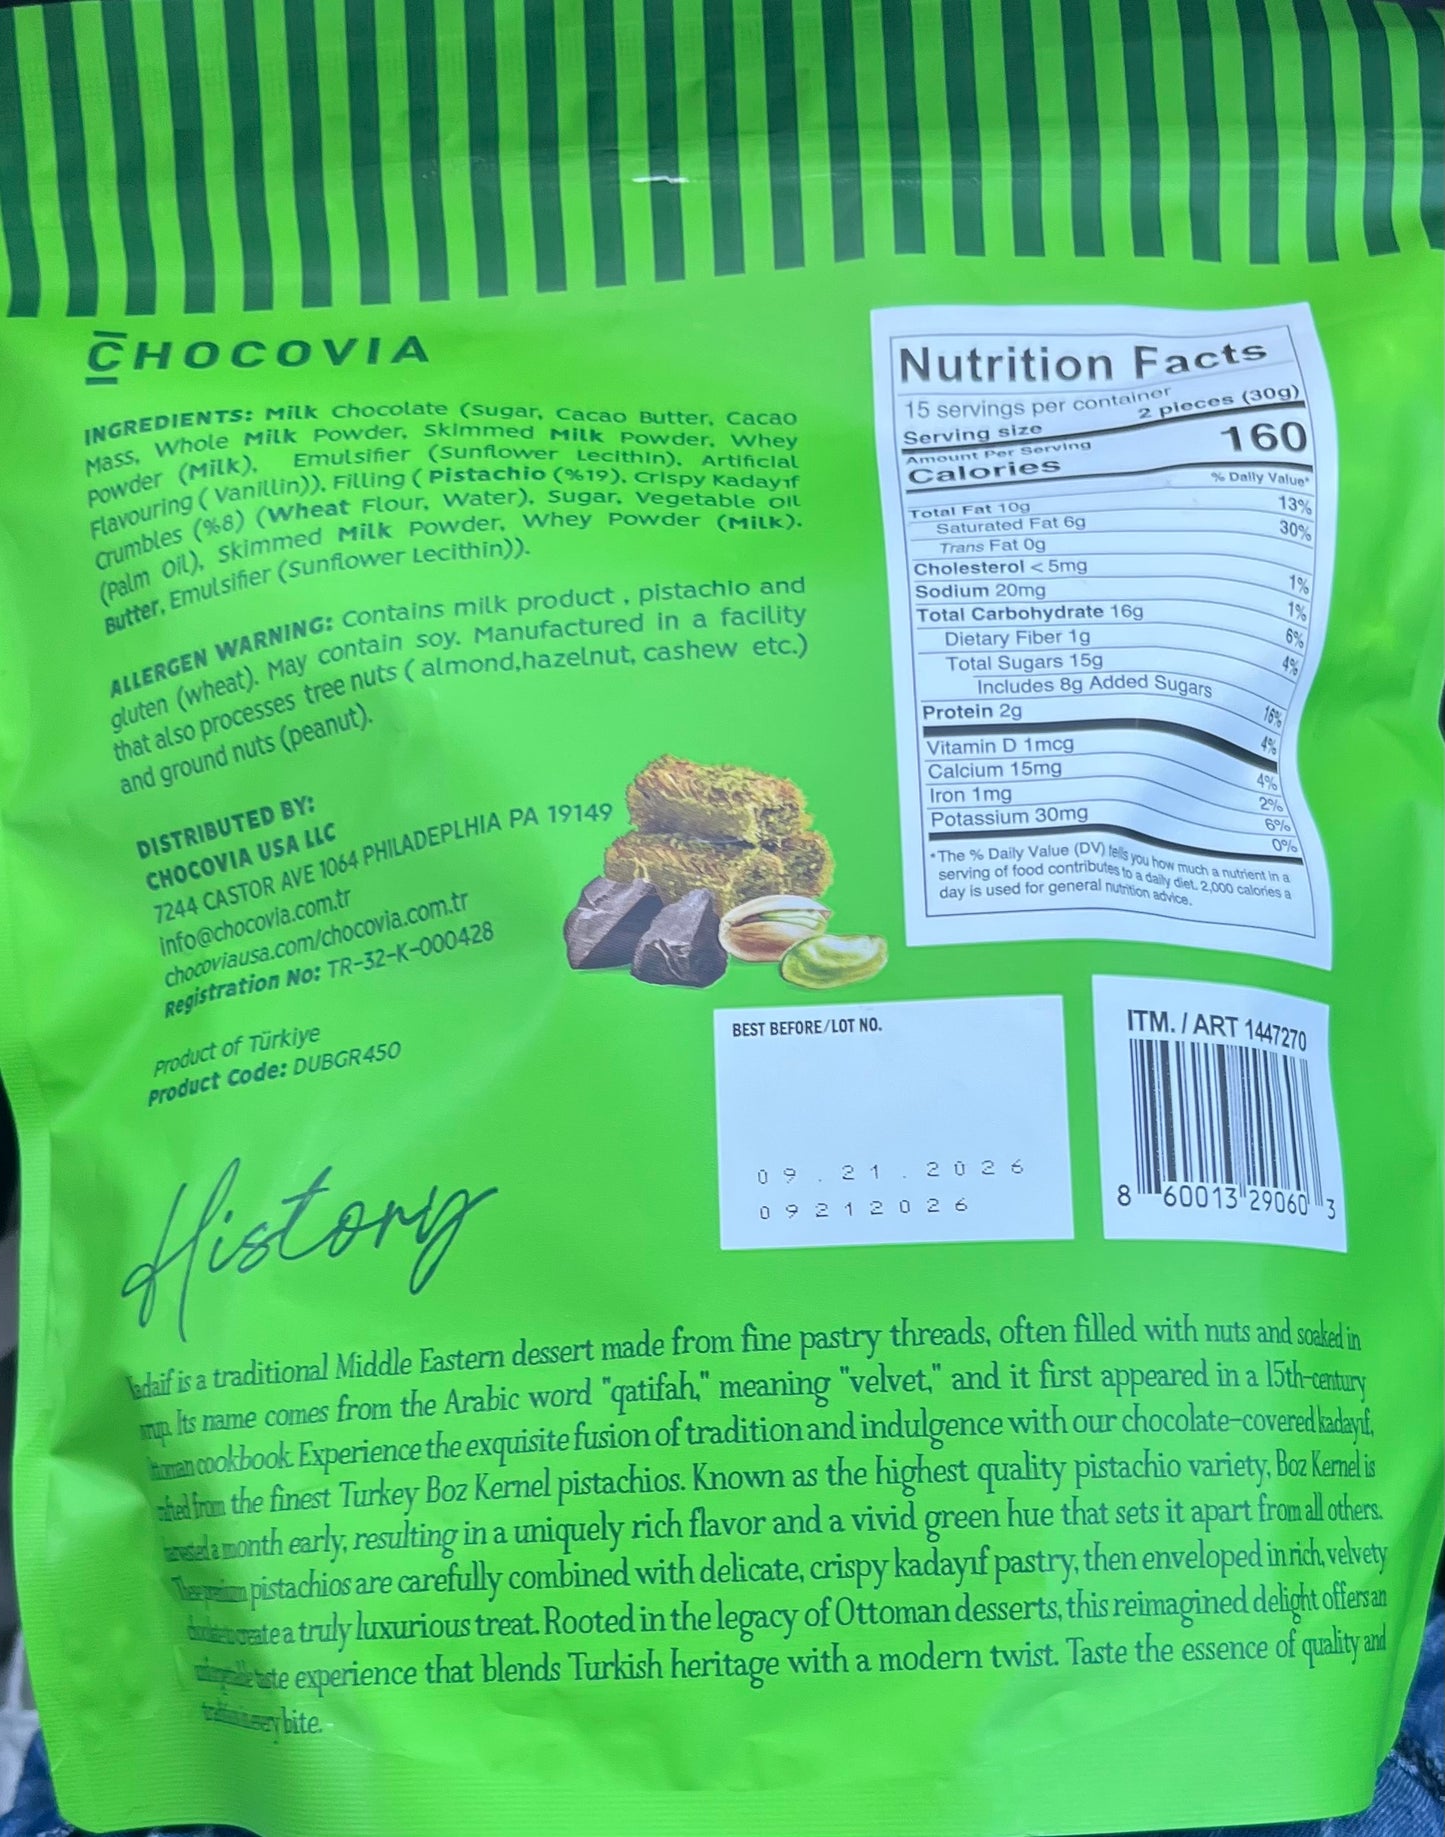 CHOCOVIA
INGREDIENTS: Milk Chocolate (Sugar, Cacao Butter, Cacao
Mass, Whole Milk Powder, Skimmed Milk Powder, Whey
Powder (Milk), Emulsifier (Sunflower Lecithin), Artificial
Flavouring ( Vanillin)), Filling ( Pistachio (%19), Crispy Kadayıf
Crumbles (%8) (Wheat Flour, Water), Sugar, Vegetable Oil
(Palm Oil), Skimmed Milk Powder, Whey Powder (Milk),
Butter, Emulsifier (Sunflower Lecithin)).
ALLERGEN WARNING: Contains milk product , pistachio and
gluten (wheat). May contain soy. Manufactured in a facility
that also processes tree nuts ( almond,hazelnut, cashew etc.)
and ground nuts (peanut).
DISTRIBUTED BY:
CHOCOVIA USA LLC
7244 CASTOR AVE 1064 PHILADEPLHIA PA 19149
info@chocovia.com.tr
chocoviausa.com/chocovia.com.tr
Registration No: TR-32-K-000428
Product of Türkiye
Product Code: DUBGR450
Nutrition Facts
15 servings per container
Serving size 2 pieces (30g)
Amount Per Serving
Calories 160
% Daily Value*
Total Fat 10g 13%
Saturated Fat 6g 30%
Trans Fat 0g
Cholesterol < 5mg 1%
Sodium 20mg 1%
Total Carbohydrate 16g 6%
Dietary Fiber 1g 4%
Total Sugars 15g
Includes 8g Added Sugars 16%
Protein 2g 4%
Vitamin D 1mcg 4%
Calcium 15mg 2%
Iron 1mg 6%
Potassium 30mg 0%
*The % Daily Value (DV) tells you how much a nutrient in a
serving of food contributes to a daily diet. 2,000 calories a
day is used for general nutrition advice.
BEST BEFORE/LOT NO.
09.21.2026
09212026
ITM. / ART 1447270
8 60013 29060 3
History
is a traditional Middle Eastern dessert made from fine pastry threads, often filled with nuts and soaked in
Its name comes from the Arabic word "qatifah," meaning "velvet," and it first appeared in a 15th-century
cookbook. Experience the exquisite fusion of tradition and indulgence with our chocolate-covered kadayıf,
from the finest Turkey Boz Kernel pistachios. Known as the highest quality pistachio variety, Boz Kernel is
a month early, resulting in a uniquely rich flavor and a vivid green hue that sets it apart from all others.
These premium pistachios are carefully combined with delicate, crispy kadayıf pastry, then enveloped in rich, velvety
a truly luxurious treat. Rooted in the legacy of Ottoman desserts, this reimagined delight offers an
taste experience that blends Turkish heritage with a modern twist. Taste the essence of quality and
bite.